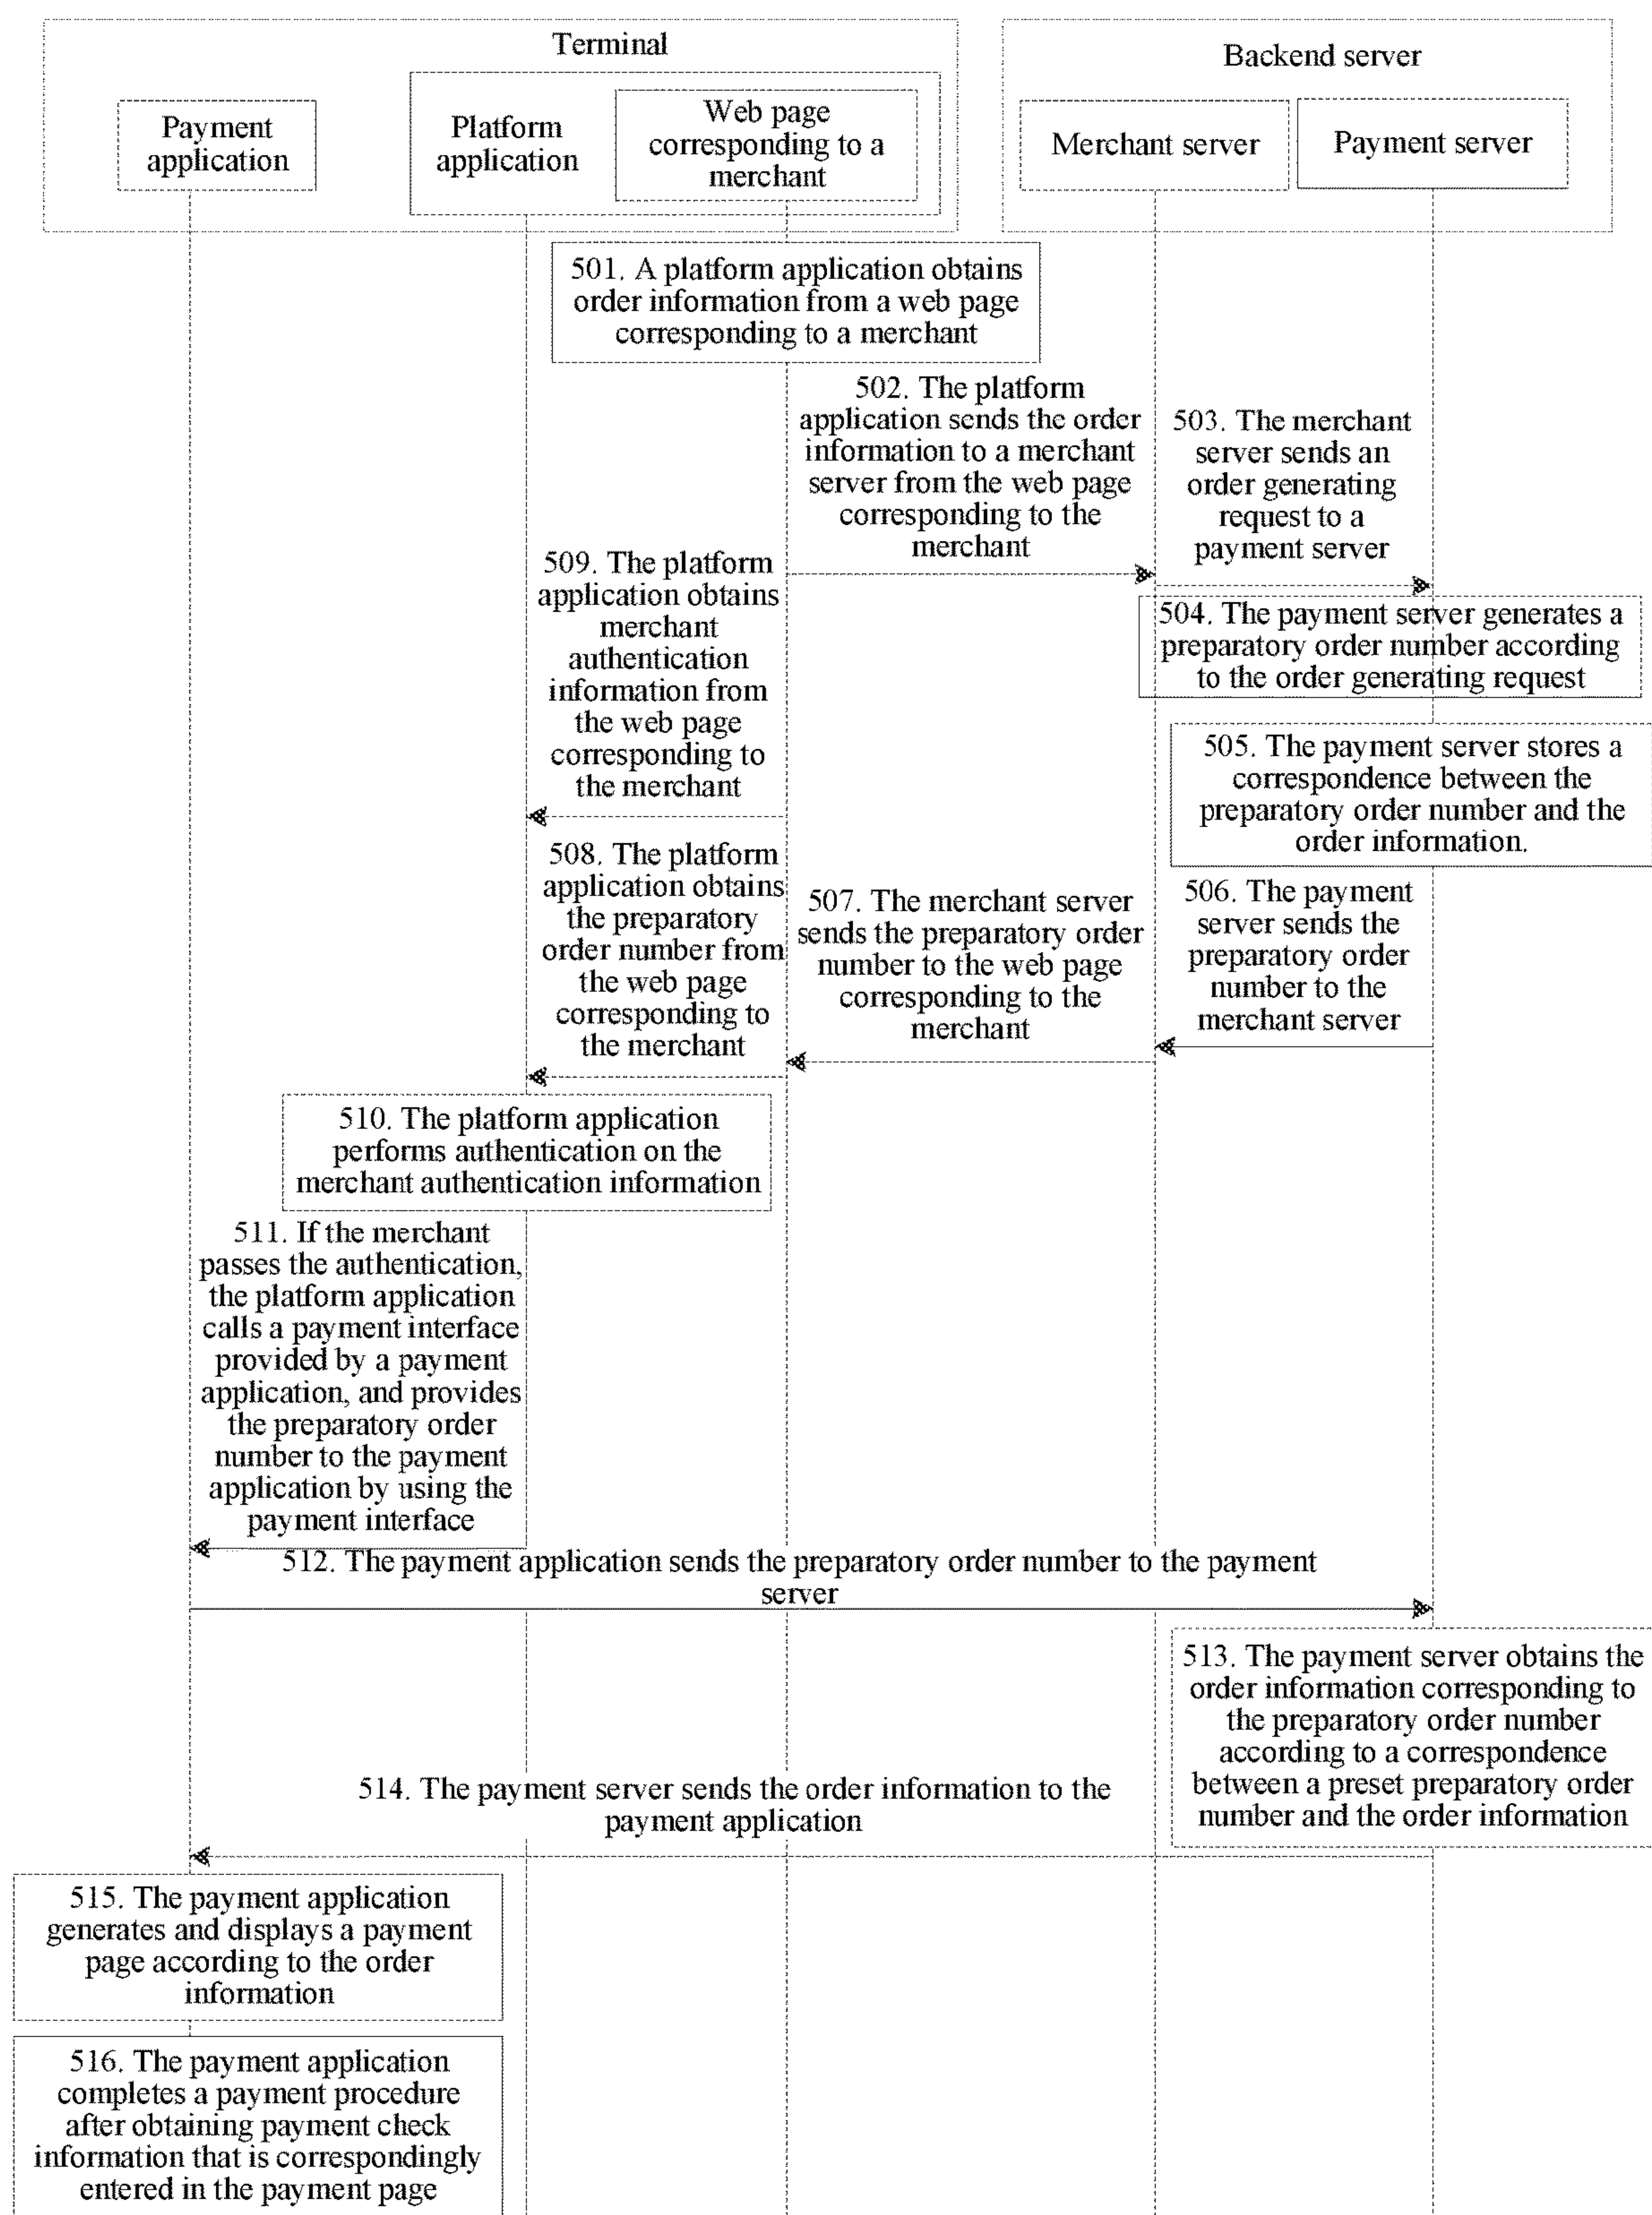 Terminal
Backend server
Payment
application
Platform
application
Web page
corresponding to a
merchant
Merchant server
Payment server
501. A platform application obtains
order information from a web page
corresponding to a merchant
502. The platform
application sends the order
information to a merchant
server from the web page
corresponding to the
merchant
503. The merchant
server sends an
order generating
request to a
payment server
504. The payment server generates a
preparatory order number according
to the order generating request
505. The payment server stores a
correspondence between the
preparatory order number and the
order information.
506. The payment
server sends the
preparatory order
number to the
merchant server
507. The merchant server
sends the preparatory order
number to the web page
corresponding to the
merchant
509. The platform
application obtains
merchant
authentication
information from
the web page
corresponding to
the merchant
508. The platform
application obtains
the preparatory
order number from
the web page
corresponding to
the merchant
510. The platform application
performs authentication on the
merchant authentication information
511. If the merchant
passes the authentication,
the platform application
calls a payment interface
provided by a payment
application, and provides
the preparatory order
number to the payment
application by using the
payment interface
512. The payment application sends the preparatory order number to the payment
server
513. The payment server obtains the
order information corresponding to
the preparatory order number
according to a correspondence
between a preset preparatory order
number and the order information
514. The payment server sends the order information to the
payment application
515. The payment application
generates and displays a payment
page according to the order
information
516. The payment application
completes a payment procedure
after obtaining payment check
information that is correspondingly
entered in the payment page